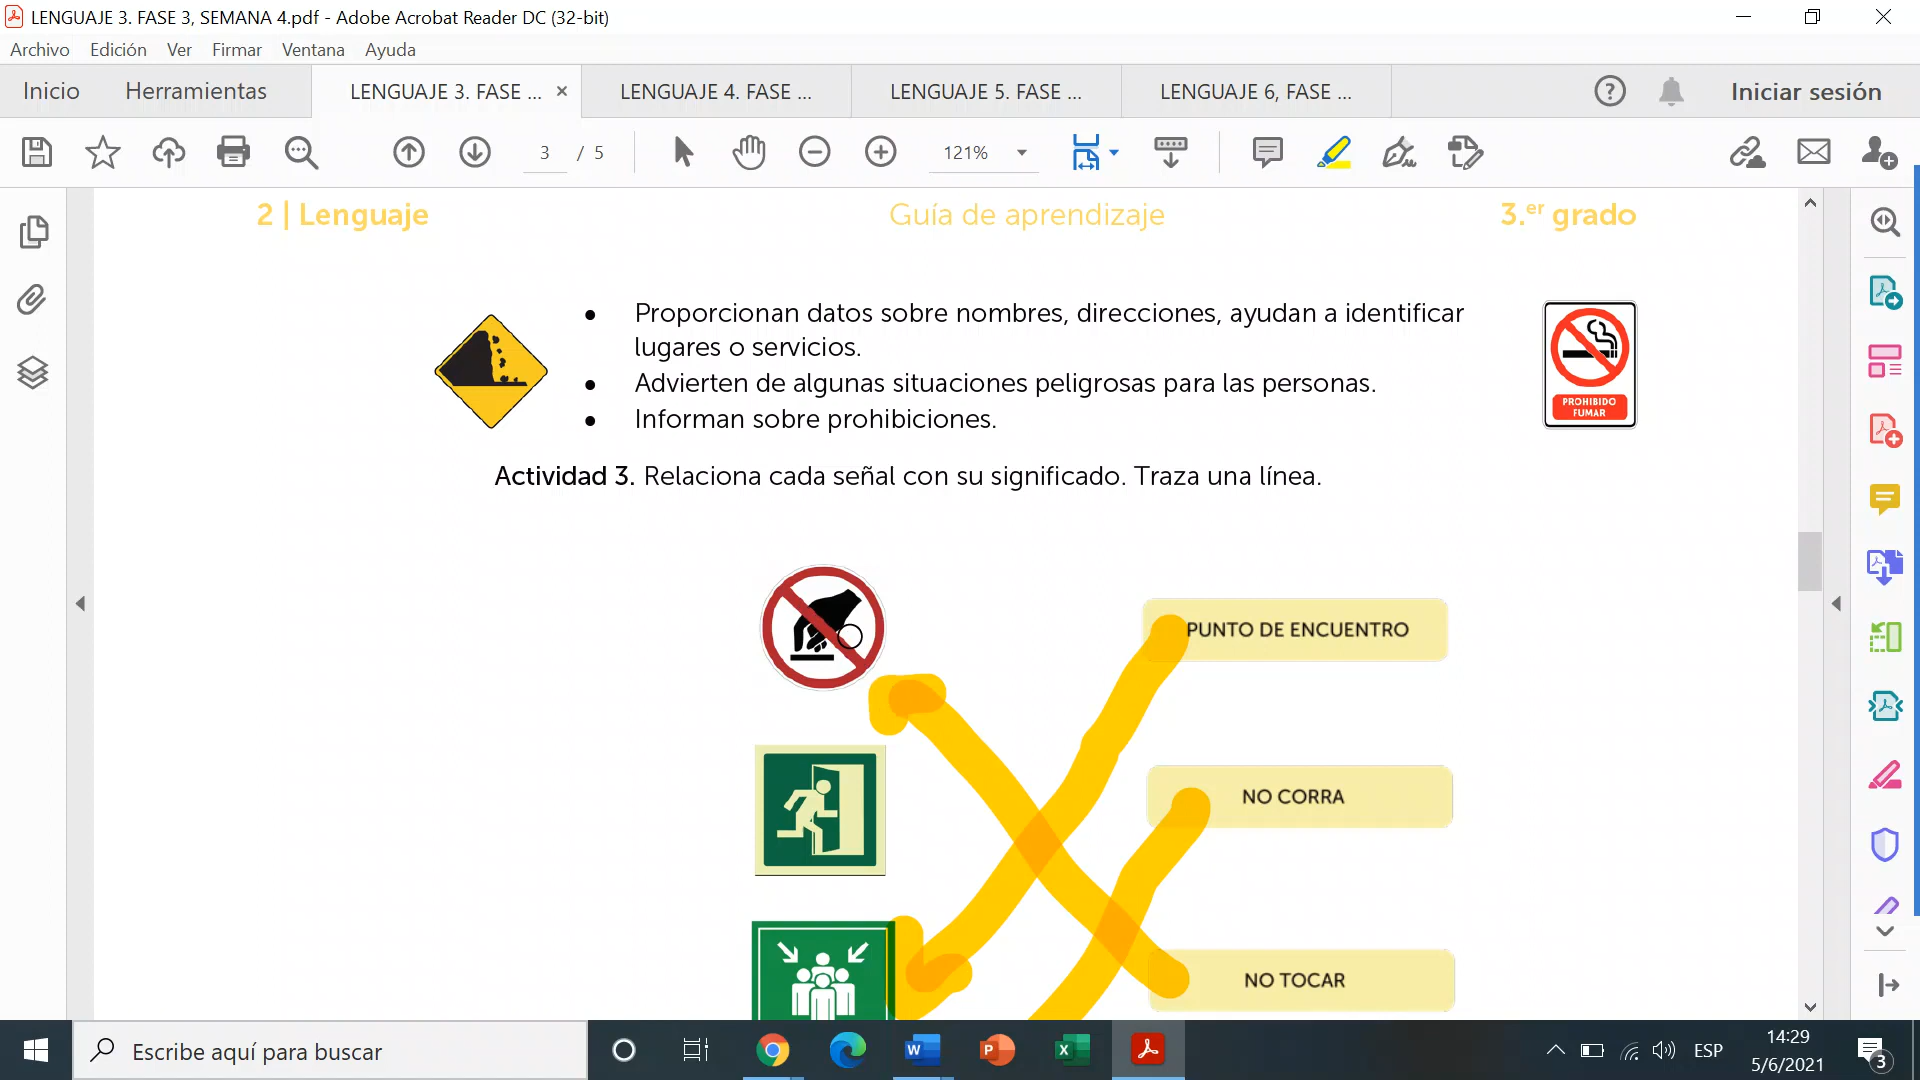 LENGUAJE 3. FASE 3, SEMANA 4.pdf - Adobe Acrobat Reader DC (32-bit)
Archivo Edición Ver Firmar Ventana Ayuda
Inicio Herramientas LENGUAJE 3. FASE ... × LENGUAJE 4. FASE ... LENGUAJE 5. FASE ... LENGUAJE 6, FASE ... ? Iniciar sesión
3 / 5 121%
2 | Lenguaje Guía de aprendizaje 3.er grado
• Proporcionan datos sobre nombres, direcciones, ayudan a identificar
lugares o servicios.
• Advierten de algunas situaciones peligrosas para las personas.
• Informan sobre prohibiciones.
PROHIBIDO
FUMAR
Actividad 3. Relaciona cada señal con su significado. Traza una línea.
PUNTO DE ENCUENTRO
NO CORRA
NO TOCAR
Escribe aquí para buscar
W P X ESP
14:29
5/6/2021
3